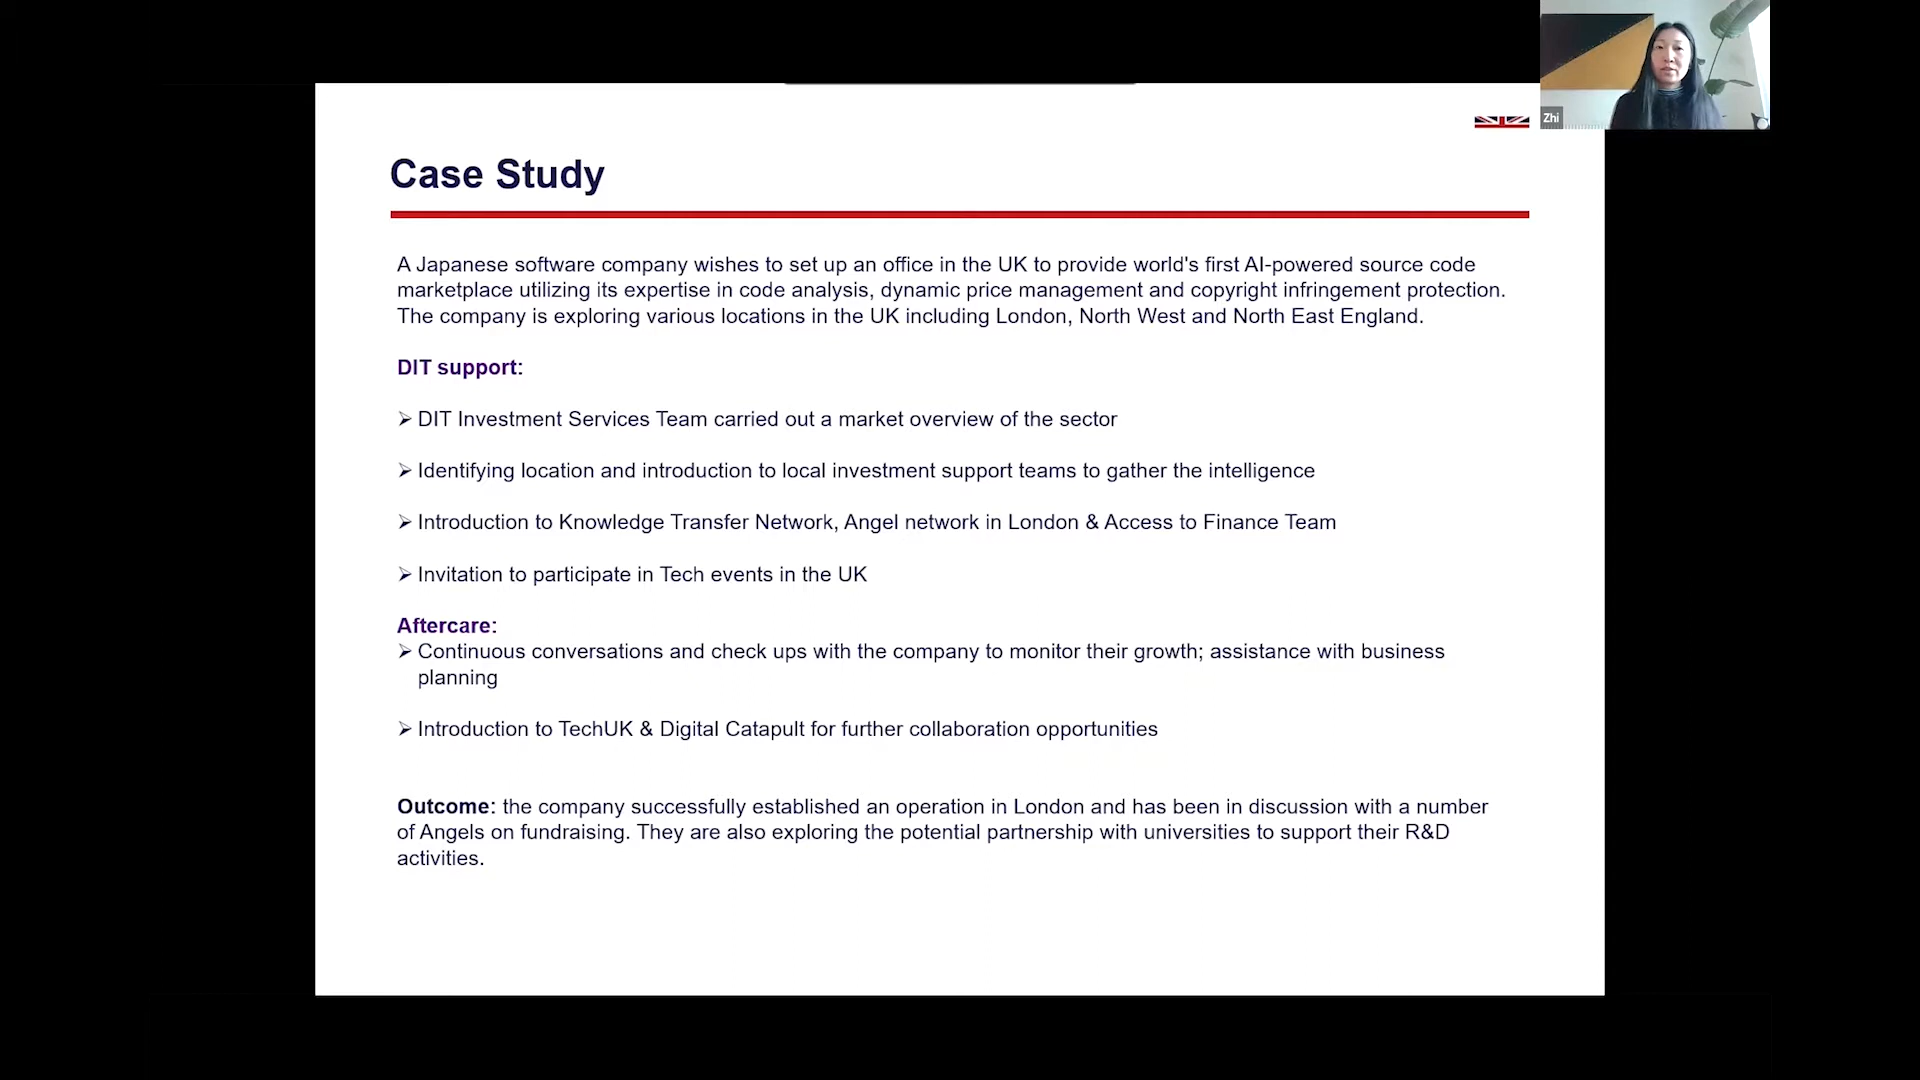 Zhi
Case Study
A Japanese software company wishes to set up an office in the UK to provide world's first AI-powered source code
marketplace utilizing its expertise in code analysis, dynamic price management and copyright infringement protection.
The company is exploring various locations in the UK including London, North West and North East England.
DIT support:
➢ DIT Investment Services Team carried out a market overview of the sector
➢ Identifying location and introduction to local investment support teams to gather the intelligence
➢ Introduction to Knowledge Transfer Network, Angel network in London & Access to Finance Team
➢ Invitation to participate in Tech events in the UK
Aftercare:
➢ Continuous conversations and check ups with the company to monitor their growth; assistance with business
planning
➢ Introduction to TechUK & Digital Catapult for further collaboration opportunities
Outcome: the company successfully established an operation in London and has been in discussion with a number
of Angels on fundraising. They are also exploring the potential partnership with universities to support their R&D
activities.